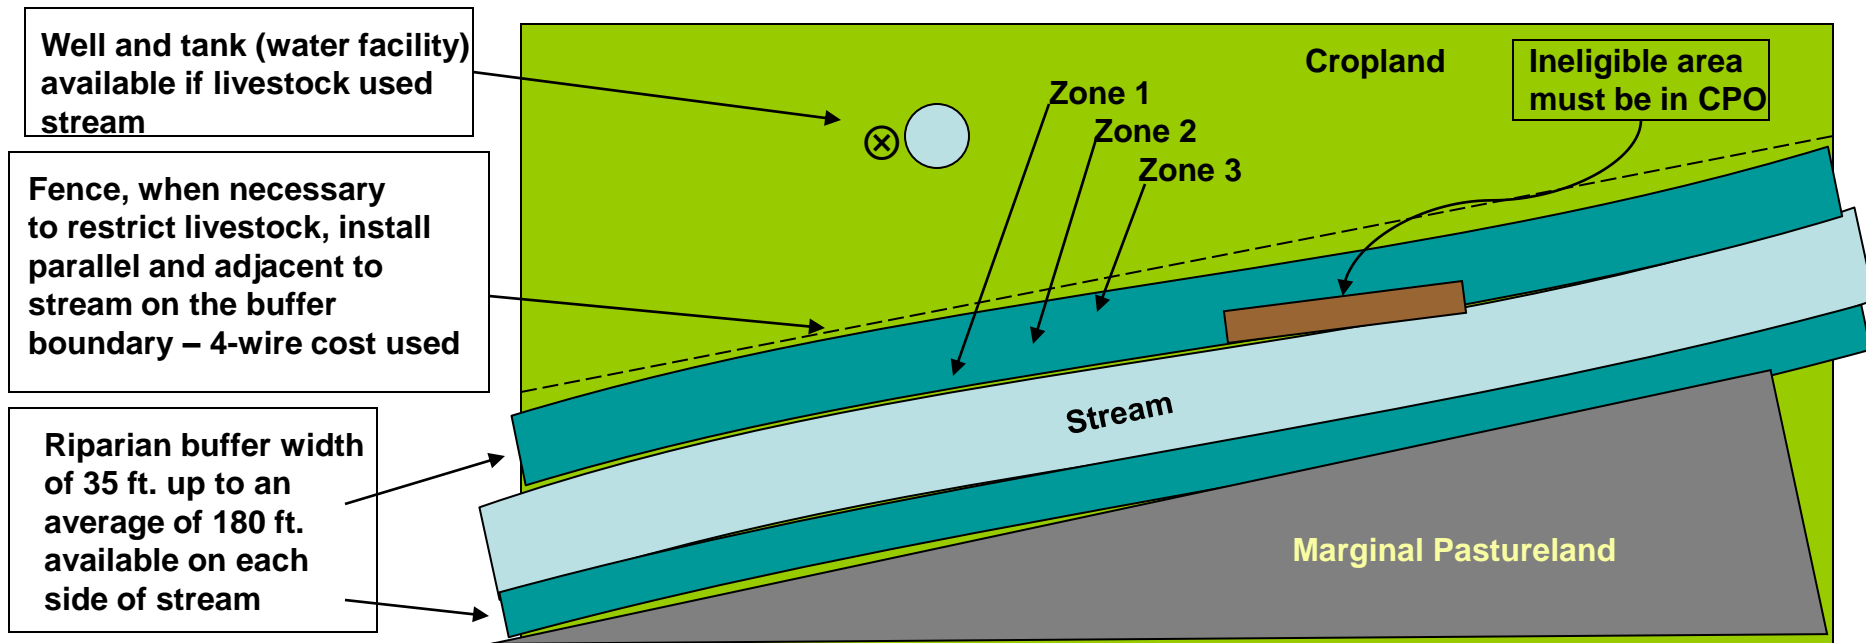 Well and tank (water facility)
available if livestock used
stream
Fence, when necessary
to restrict livestock, install
parallel and adjacent to
stream on the buffer
boundary – 4-wire cost used
Riparian buffer width
of 35 ft. up to an
average of 180 ft.
available on each
side of stream
Cropland
Ineligible area
must be in CPO
Zone 1
Zone 2
Zone 3
Stream
Marginal Pastureland